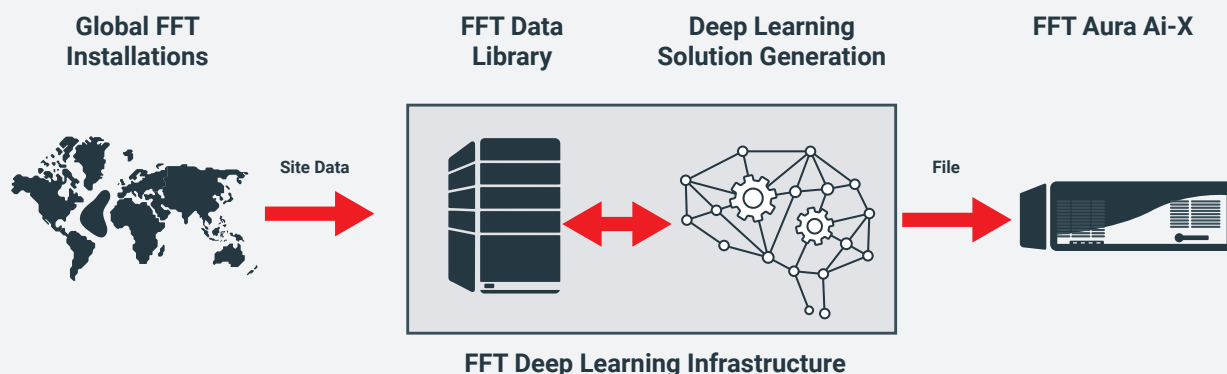 Global FFT
Installations
FFT Data
Library
Deep Learning
Solution Generation
FFT Aura Ai-X
Site Data
File
FFT Deep Learning Infrastructure